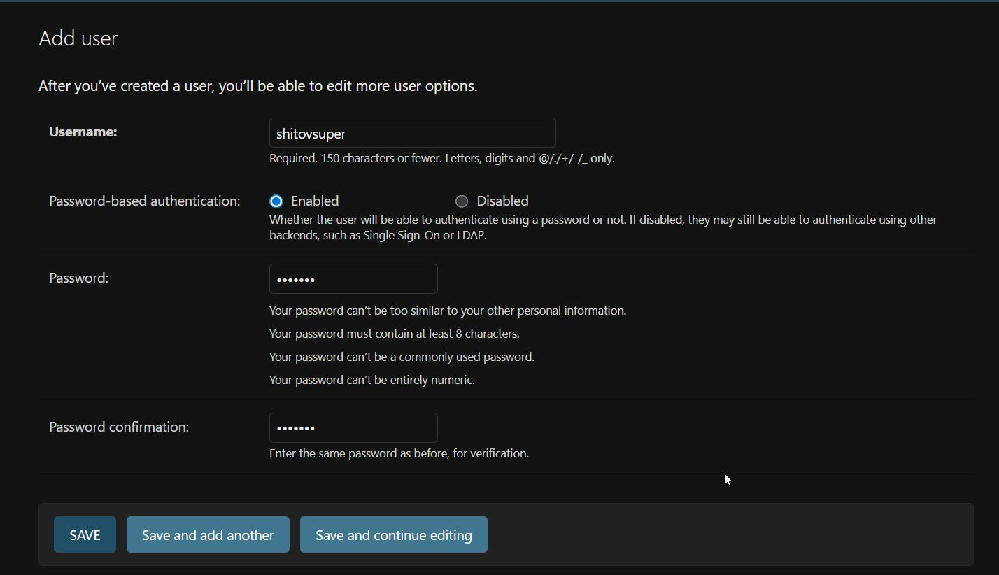 Add user
After you’ve created a user, you’ll be able to edit more user options.
Username:
shitovsuper
Required. 150 characters or fewer. Letters, digits and @/./+/-/_ only.
Password-based authentication:
Enabled
Disabled
Whether the user will be able to authenticate using a password or not. If disabled, they may still be able to authenticate using other
backends, such as Single Sign-On or LDAP.
Password:
•••••••
Your password can’t be too similar to your other personal information.
Your password must contain at least 8 characters.
Your password can’t be a commonly used password.
Your password can’t be entirely numeric.
Password confirmation:
•••••••
Enter the same password as before, for verification.
SAVE
Save and add another
Save and continue editing